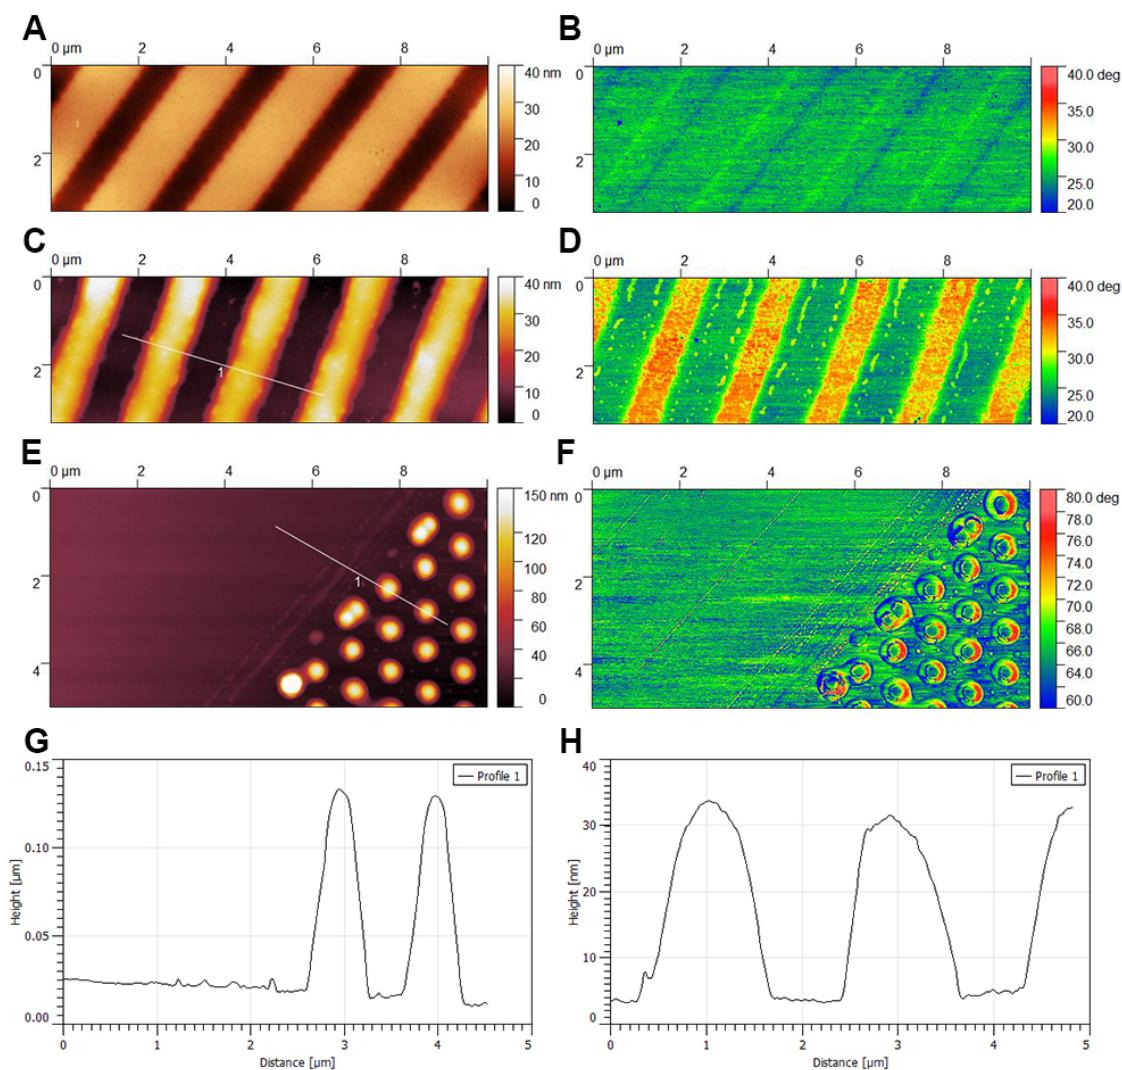 A
B
0 µm 2 4 6 8
0 µm 2 4 6 8
0
2
40 nm
30
20
10
0
0
2
40.0 deg
35.0
30.0
25.0
20.0
C
D
0 µm 2 4 6 8
0 µm 2 4 6 8
0
2
1
40 nm
30
20
10
0
0
2
40.0 deg
35.0
30.0
25.0
20.0
E
F
0 µm 2 4 6 8
0 µm 2 4 6 8
0
2
4
1
150 nm
120
80
60
40
0
0
2
4
80.0 deg
78.0
76.0
74.0
72.0
70.0
68.0
66.0
64.0
60.0
G
H
0.15
0.10
0.05
0.00
Height [µm]
Profile 1
0 1 2 3 4 5
Distance [µm]
40
30
20
10
0
Height [nm]
Profile 1
0 1 2 3 4 5
Distance [µm]